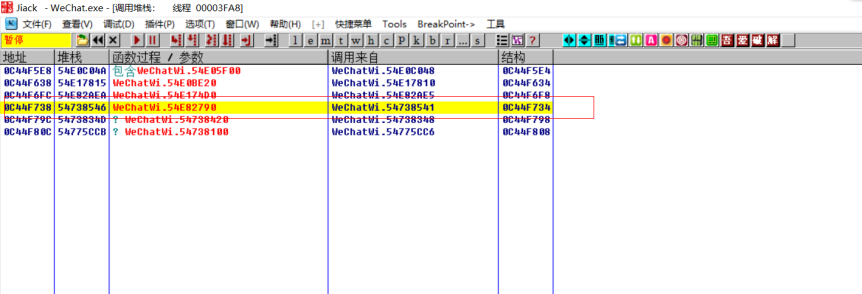 Jiack - WeChat.exe - [调用堆栈: 线程 00003FA8]
文件(F) 查看(V) 调试(D) 插件(P) 选项(T) 窗口(W) 帮助(H) [+] 快捷菜单 Tools BreakPoint-> 工具
暂停 l e m t w h c P k b r ... s ? 吾 爱 破 解
地址 堆栈 函数过程 / 参数 调用来自 结构
0C44F5E8 54E0C04A 包含WeChatWi.54E05F00 WeChatWi.54E0C048 0C44F5E4
0C44F638 54E17815 WeChatWi.54E0BE20 WeChatWi.54E17810 0C44F634
0C44F6FC 54E82AEA WeChatWi.54E174D0 WeChatWi.54E82AE5 0C44F6F8
0C44F738 54738546 WeChatWi.54E82790 WeChatWi.54738541 0C44F734
0C44F79C 5473834D ? WeChatWi.54738420 WeChatWi.54738348 0C44F798
0C44F80C 54775CCB ? WeChatWi.54738100 WeChatWi.54775CC6 0C44F808